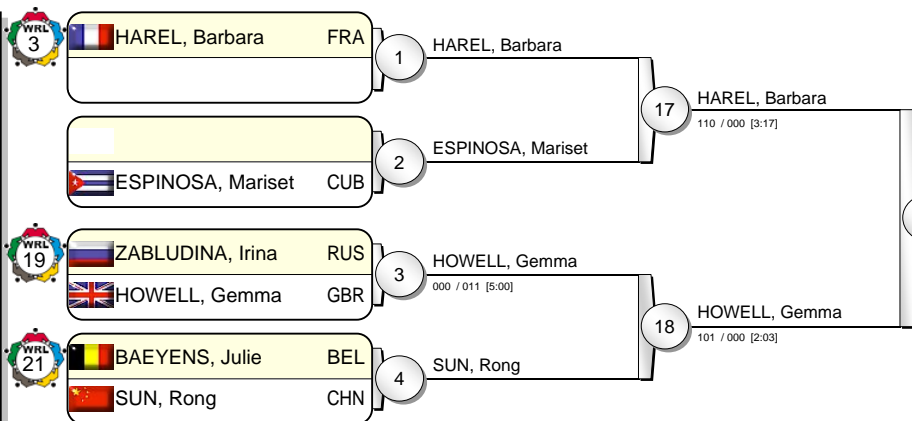 WRL
3
HAREL, Barbara FRA
1
HAREL, Barbara
17
HAREL, Barbara
110 / 000 [3:17]
2
ESPINOSA, Mariset
ESPINOSA, Mariset CUB
WRL
19
ZABLUDINA, Irina RUS
3
HOWELL, Gemma
000 / 011 [5:00]
HOWELL, Gemma GBR
18
HOWELL, Gemma
101 / 000 [2:03]
WRL
21
BAEYENS, Julie BEL
4
SUN, Rong
SUN, Rong CHN